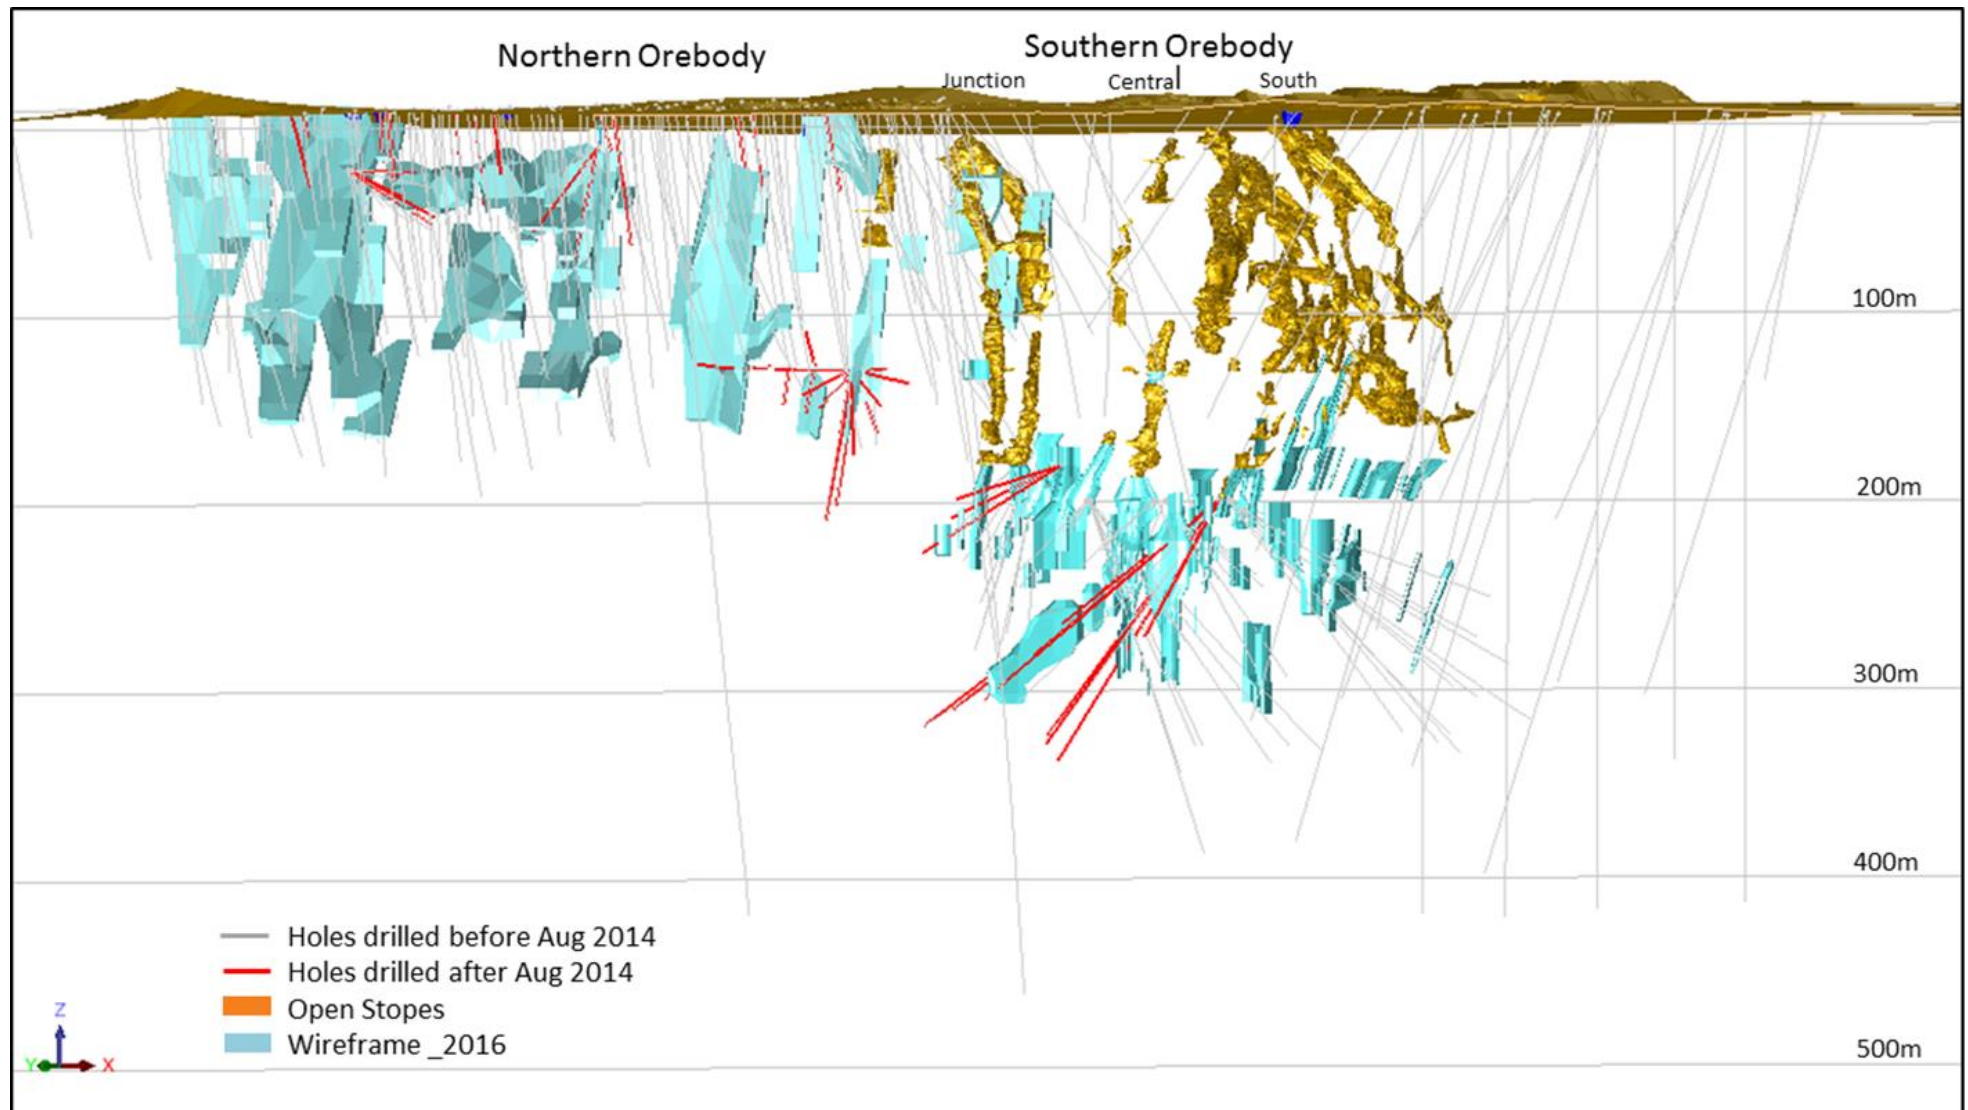 Northern Orebody
Southern Orebody
Junction
Central
South
100m
200m
300m
400m
500m
Holes drilled before Aug 2014
Holes drilled after Aug 2014
Open Stopes
Wireframe _2016
Z
Y
X